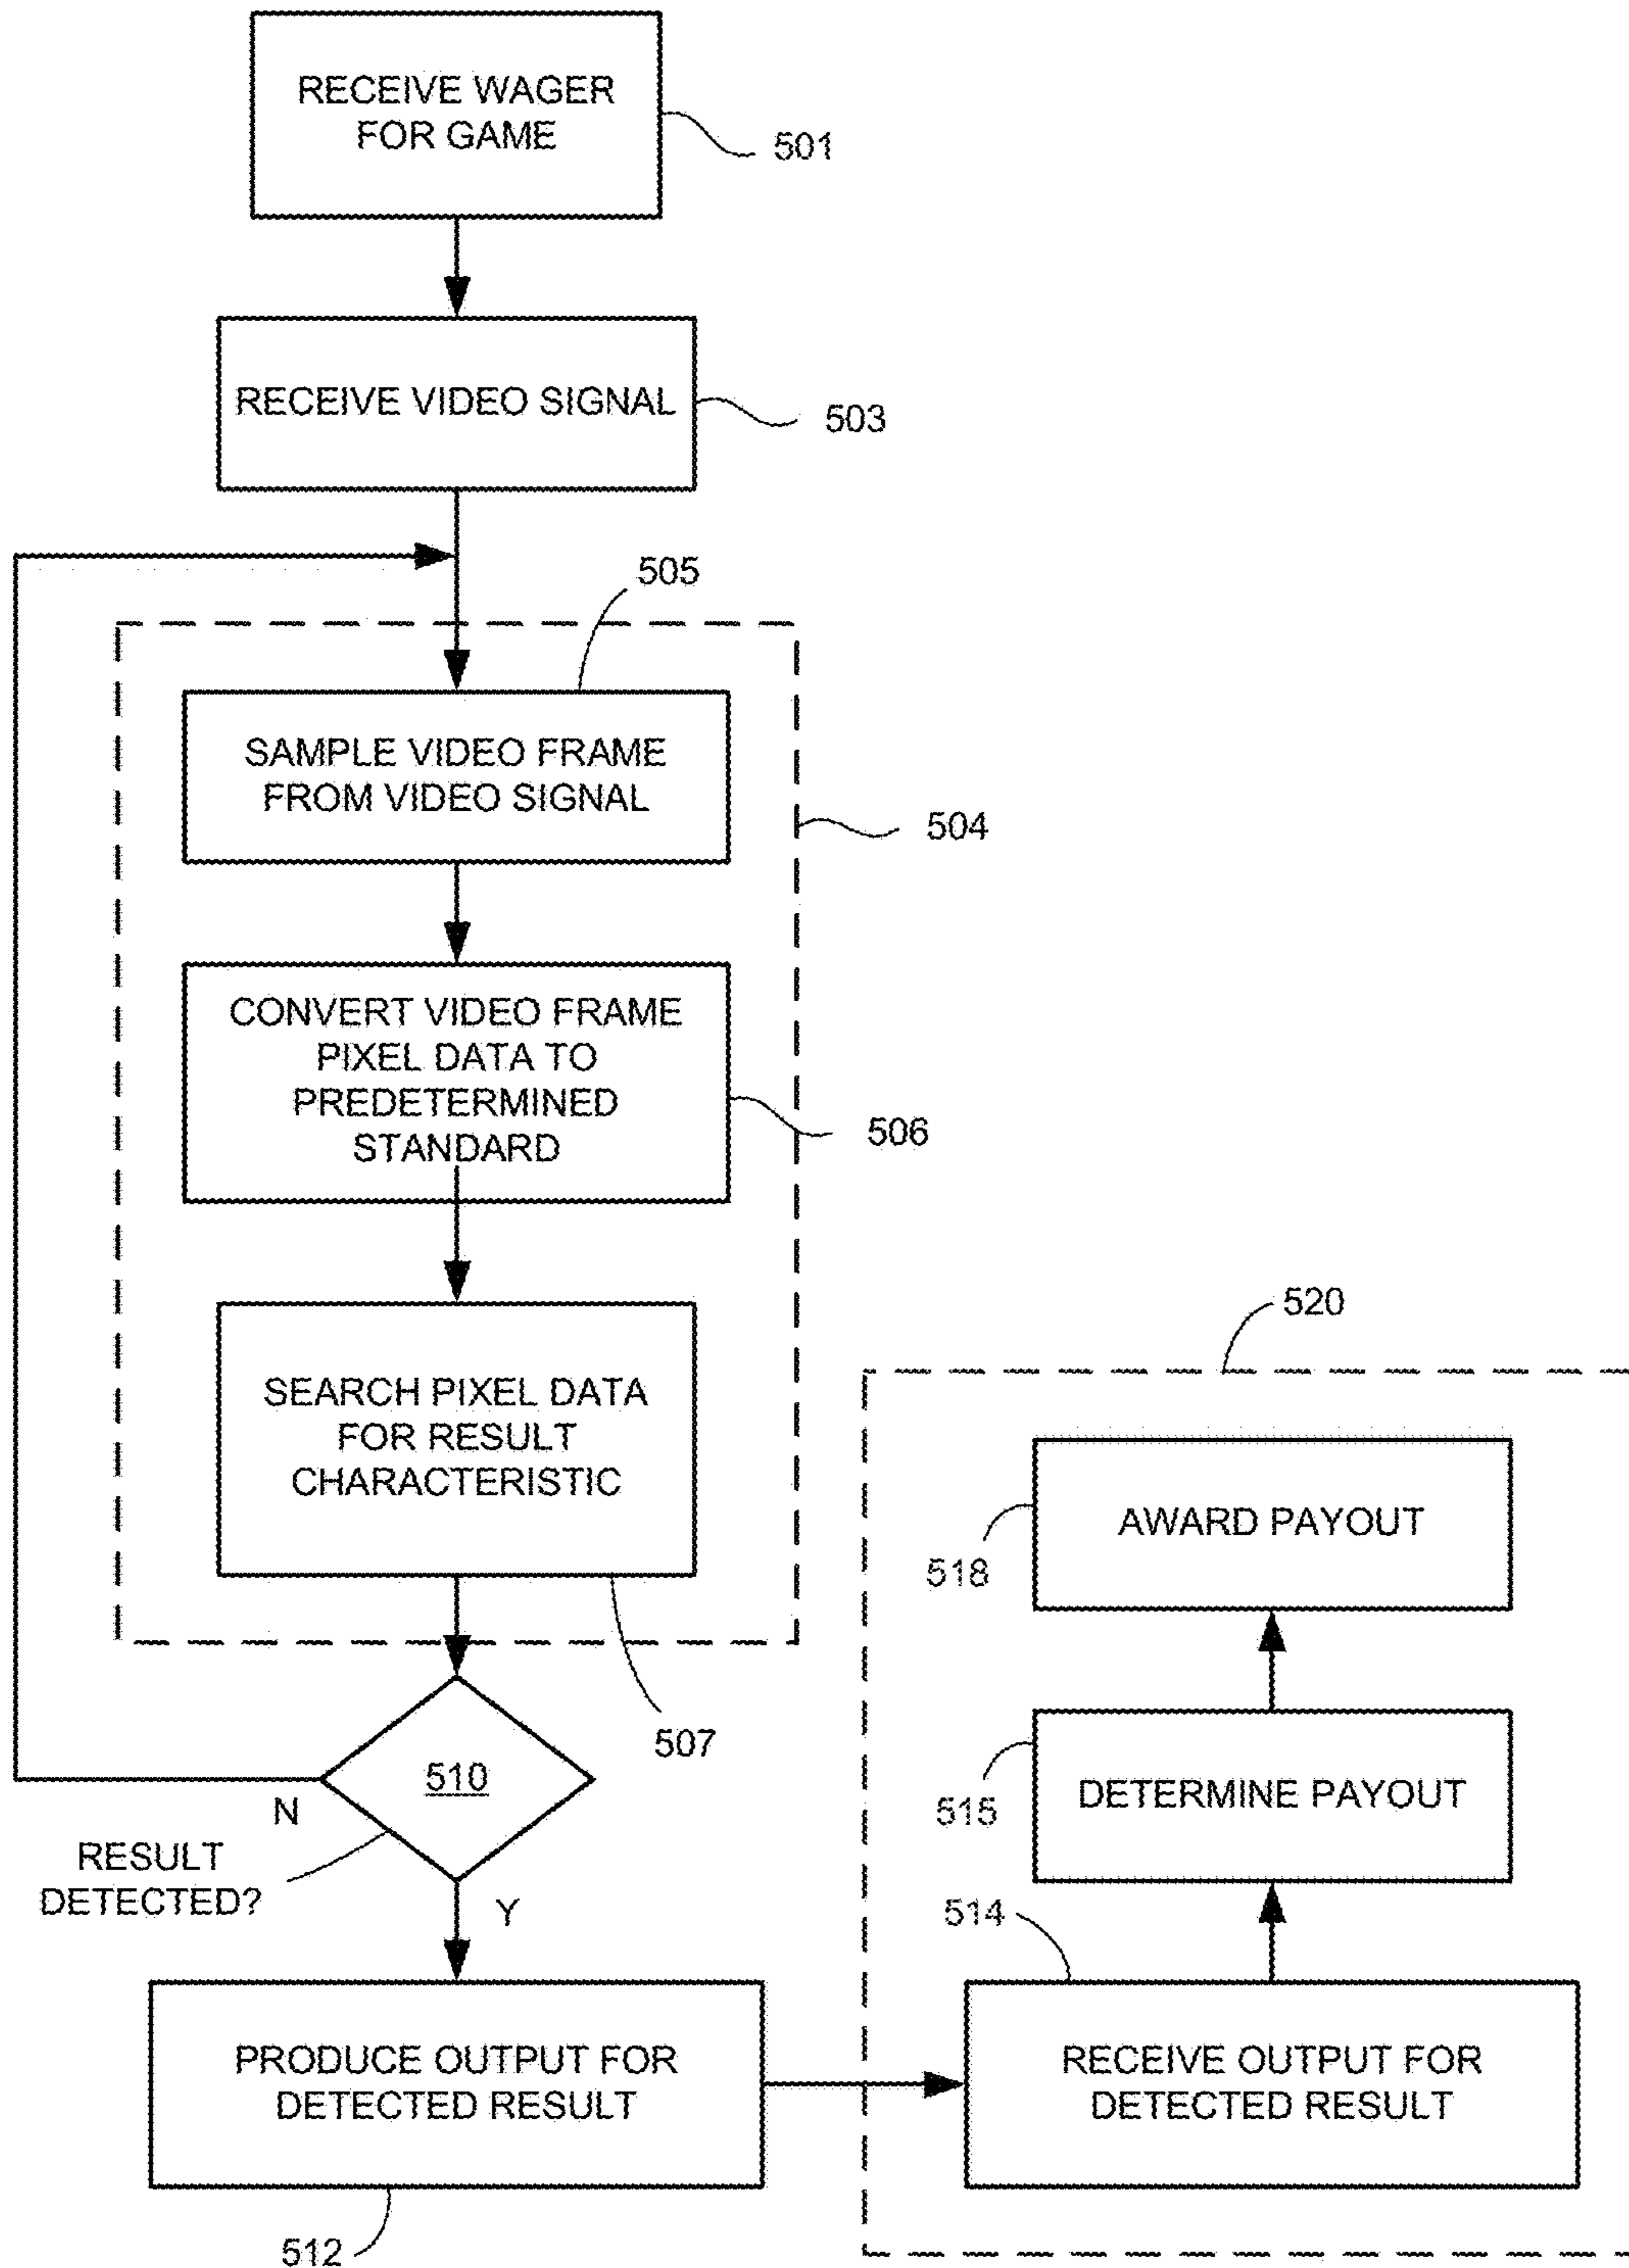 RECEIVE WAGER
FOR GAME
501
RECEIVE VIDEO SIGNAL
503
505
SAMPLE VIDEO FRAME
FROM VIDEO SIGNAL
504
CONVERT VIDEO FRAME
PIXEL DATA TO
PREDETERMINED
STANDARD
506
SEARCH PIXEL DATA
FOR RESULT
CHARACTERISTIC
507
510
N
RESULT
DETECTED?
Y
PRODUCE OUTPUT FOR
DETECTED RESULT
512
520
AWARD PAYOUT
518
DETERMINE PAYOUT
515
514
RECEIVE OUTPUT FOR
DETECTED RESULT